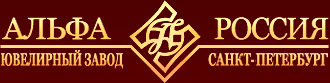 АЛЬФА РОССИЯ
ЮВЕЛИРНЫЙ ЗАВОД САНКТ-ПЕТЕРБУРГ